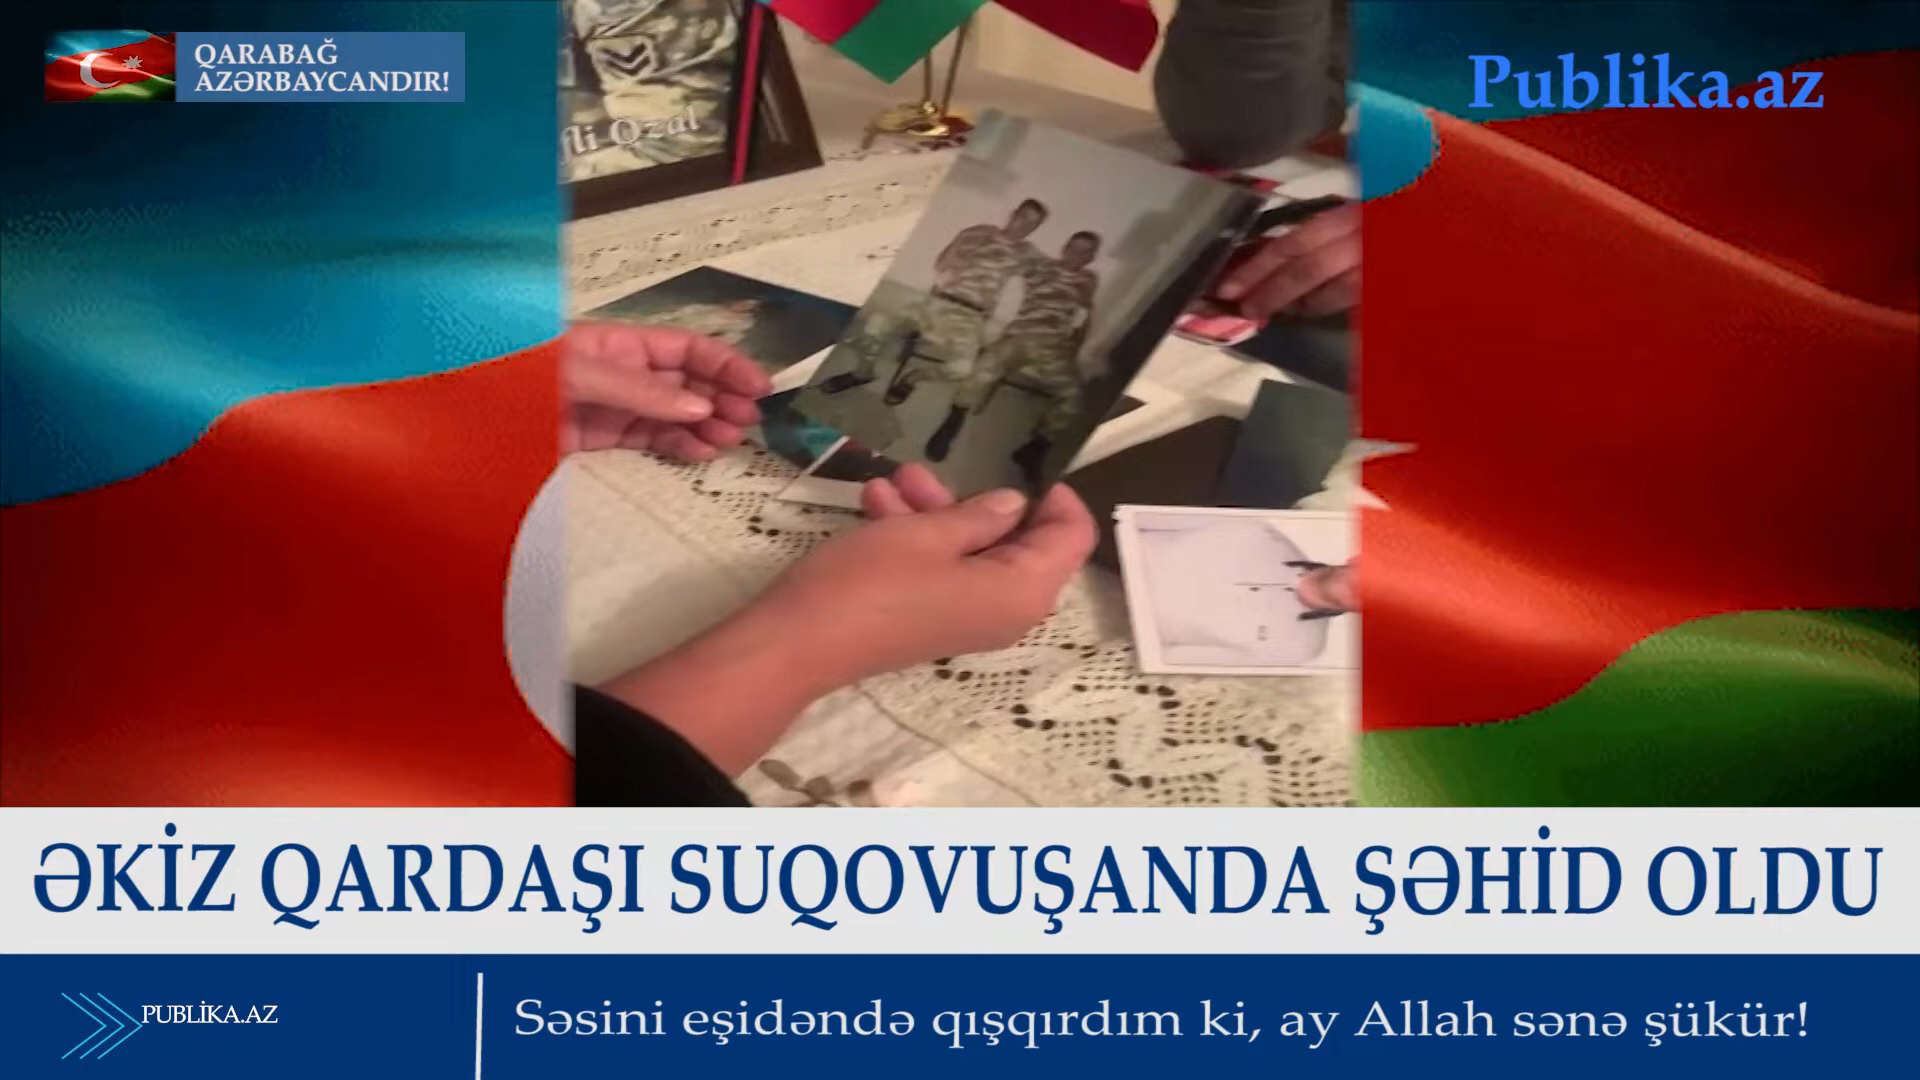 QARABAĞ
AZƏRBAYCANDIR!
Publika.az
Qzal
ƏKİZ QARDAŞI SUQOVUŞANDA ŞƏHİD OLDU
PUBLİKA.AZ
Səsini eşidəndə qışqırdım ki, ay Allah sənə şükür!